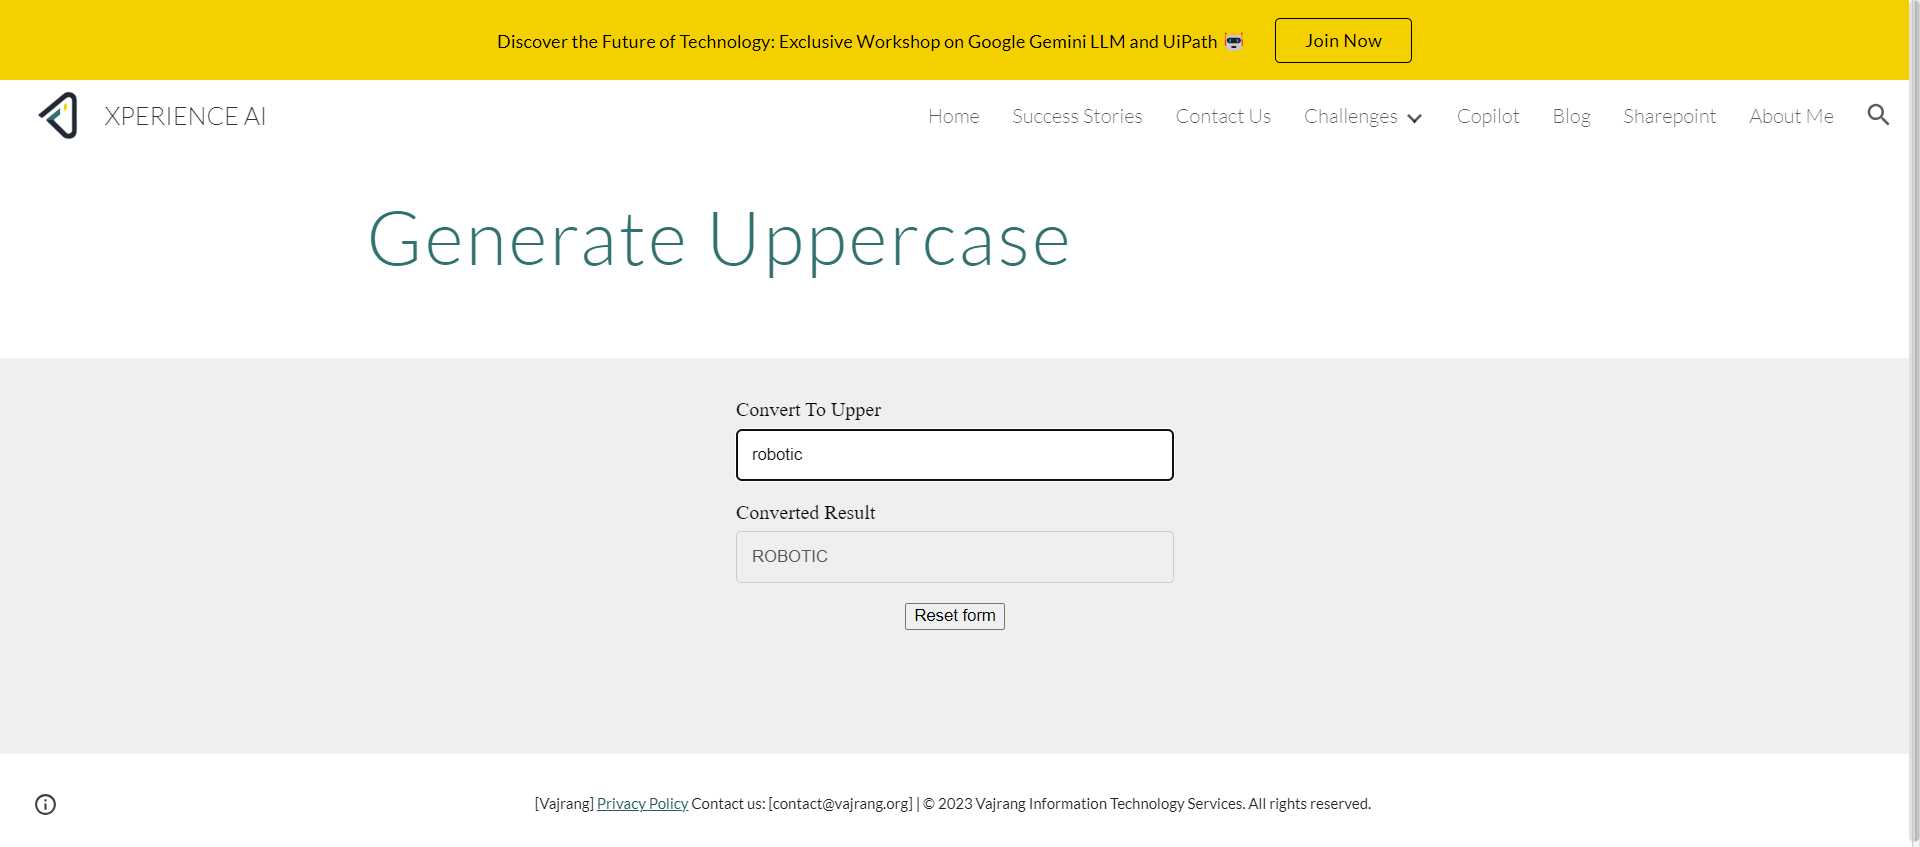 Discover the Future of Technology: Exclusive Workshop on Google Gemini LLM and UiPath 🤖 Join Now
XPERIENCE AI Home Success Stories Contact Us Challenges Copilot Blog Sharepoint About Me
Generate Uppercase
Convert To Upper
robotic
Converted Result
ROBOTIC
Reset form
[Vajrang] Privacy Policy Contact us: [contact@vajrang.org] | © 2023 Vajrang Information Technology Services. All rights reserved.